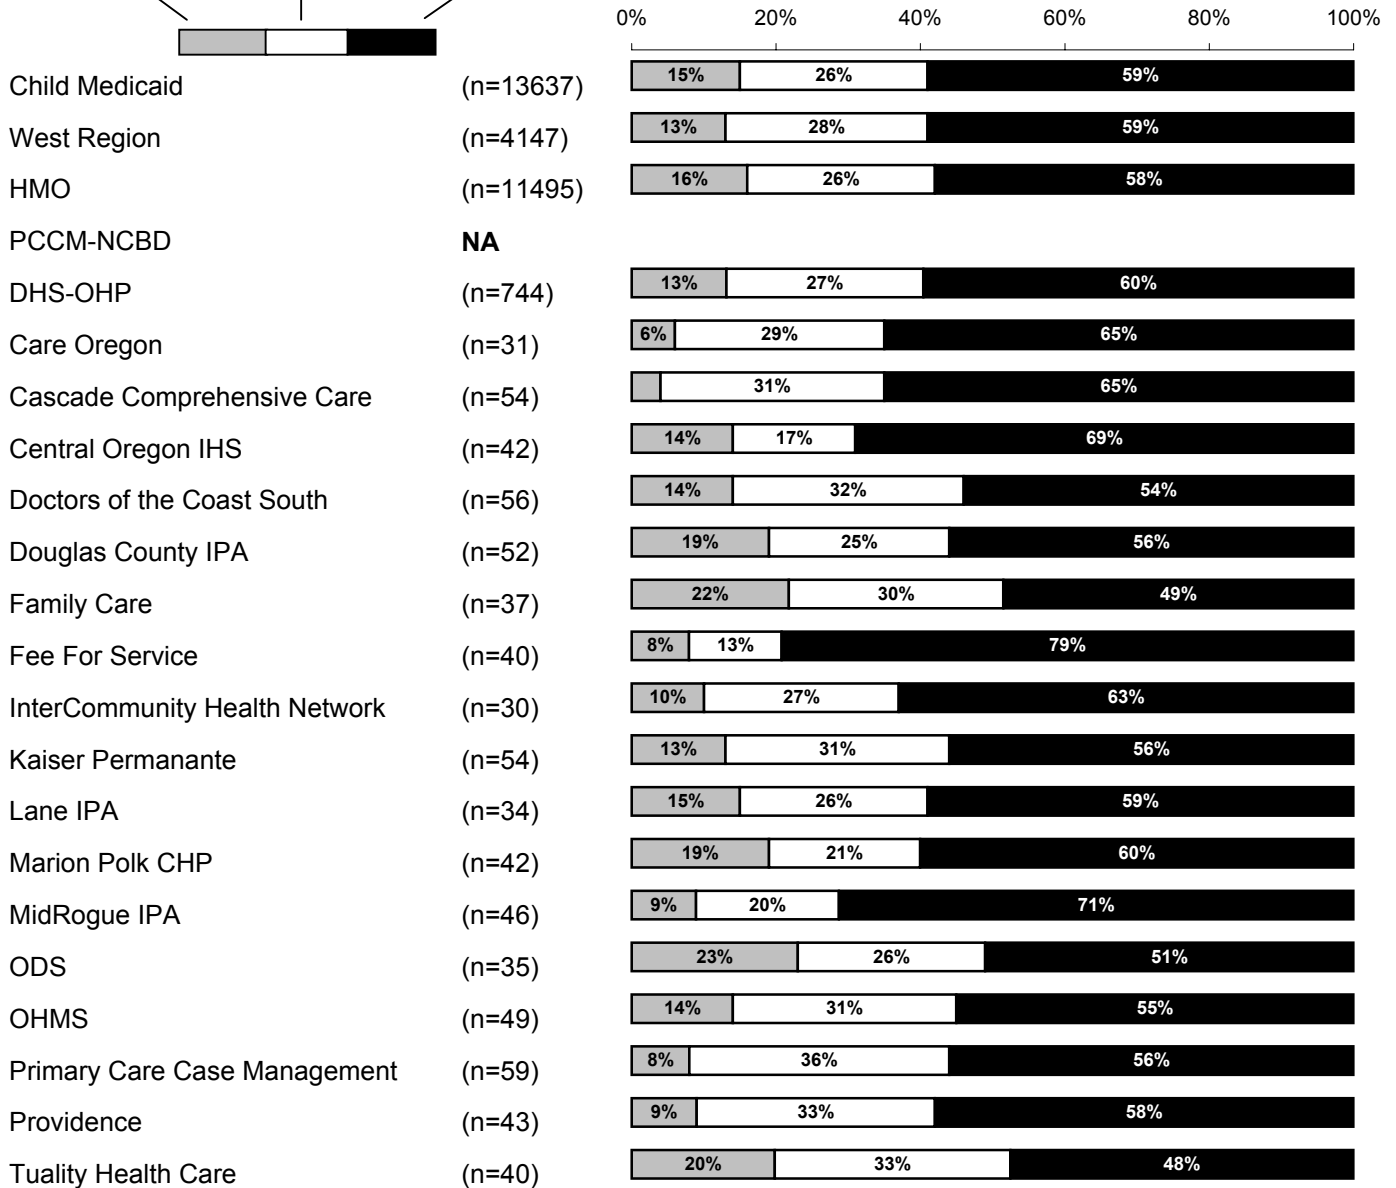 0% 20% 40% 60% 80% 100%
Child Medicaid (n=13637) 15% 26% 59%
West Region (n=4147) 13% 28% 59%
HMO (n=11495) 16% 26% 58%
PCCM-NCBD NA
DHS-OHP (n=744) 13% 27% 60%
Care Oregon (n=31) 6% 29% 65%
Cascade Comprehensive Care (n=54) 31% 65%
Central Oregon IHS (n=42) 14% 17% 69%
Doctors of the Coast South (n=56) 14% 32% 54%
Douglas County IPA (n=52) 19% 25% 56%
Family Care (n=37) 22% 30% 49%
Fee For Service (n=40) 8% 13% 79%
InterCommunity Health Network (n=30) 10% 27% 63%
Kaiser Permanante (n=54) 13% 31% 56%
Lane IPA (n=34) 15% 26% 59%
Marion Polk CHP (n=42) 19% 21% 60%
MidRogue IPA (n=46) 9% 20% 71%
ODS (n=35) 23% 26% 51%
OHMS (n=49) 14% 31% 55%
Primary Care Case Management (n=59) 8% 36% 56%
Providence (n=43) 9% 33% 58%
Tuality Health Care (n=40) 20% 33% 48%